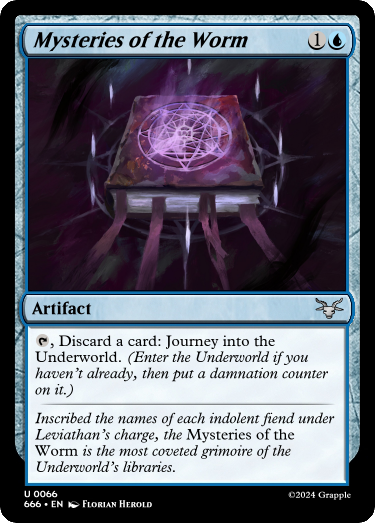 Mysteries of the Worm 1
Artifact
, Discard a card: Journey into the
Underworld. (Enter the Underworld if you
haven't already, then put a damnation counter
on it.)
Inscribed the names of each indolent fiend under
Leviathan's charge, the Mysteries of the
Worm is the most coveted grimoire of the
Underworld's libraries.
U 0066
666 • EN Florian Herold
©2024 Grapple